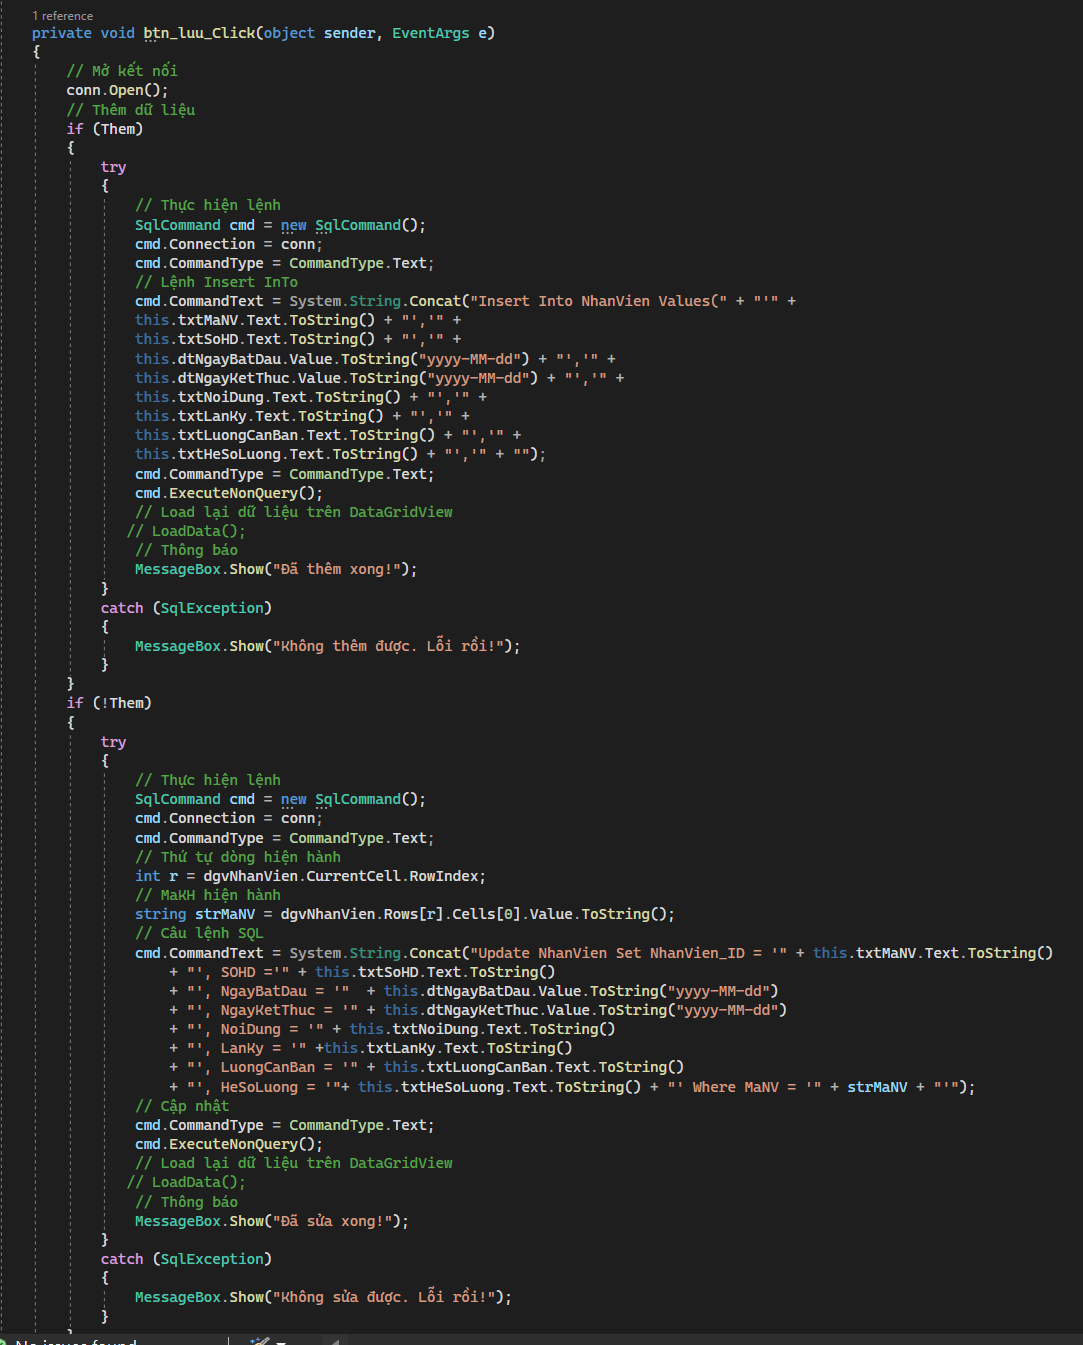 1 reference
private void btn_luu_Click(object sender, EventArgs e)
{
// Mở kết nối
conn.Open();
// Thêm dữ liệu
if (Them)
{
try
{
// Thực hiện lệnh
SqlCommand cmd = new SqlCommand();
cmd.Connection = conn;
cmd.CommandType = CommandType.Text;
// Lệnh Insert InTo
cmd.CommandText = System.String.Concat("Insert Into NhanVien Values(" + "'" +
this.txtMaNV.Text.ToString() + "','" +
this.txtSoHD.Text.ToString() + "','" +
this.dtNgayBatDau.Value.ToString("yyyy-MM-dd") + "','" +
this.dtNgayKetThuc.Value.ToString("yyyy-MM-dd") + "','" +
this.txtNoiDung.Text.ToString() + "','" +
this.txtLanKy.Text.ToString() + "','" +
this.txtLuongCanBan.Text.ToString() + "','" +
this.txtHeSoLuong.Text.ToString() + "','" + "");
cmd.CommandType = CommandType.Text;
cmd.ExecuteNonQuery();
// Load lại dữ liệu trên DataGridView
// LoadData();
// Thông báo
MessageBox.Show("Đã thêm xong!");
}
catch (SqlException)
{
MessageBox.Show("Không thêm được. Lỗi rồi!");
}
}
if (!Them)
{
try
{
// Thực hiện lệnh
SqlCommand cmd = new SqlCommand();
cmd.Connection = conn;
cmd.CommandType = CommandType.Text;
// Thứ tự dòng hiện hành
int r = dgvNhanVien.CurrentCell.RowIndex;
// MaKH hiện hành
string strMaNV = dgvNhanVien.Rows[r].Cells[0].Value.ToString();
// Câu lệnh SQL
cmd.CommandText = System.String.Concat("Update NhanVien Set NhanVien_ID = '" + this.txtMaNV.Text.ToString()
+ "', SOHD ='" + this.txtSoHD.Text.ToString()
+ "', NgayBatDau = '"  + this.dtNgayBatDau.Value.ToString("yyyy-MM-dd")
+ "', NgayKetThuc = '" + this.dtNgayKetThuc.Value.ToString("yyyy-MM-dd")
+ "', NoiDung = '" + this.txtNoiDung.Text.ToString()
+ "', LanKy = '" +this.txtLanKy.Text.ToString()
+ "', LuongCanBan = '" + this.txtLuongCanBan.Text.ToString()
+ "', HeSoLuong = '"+ this.txtHeSoLuong.Text.ToString() + "' Where MaNV = '" + strMaNV + "'");
// Cập nhật
cmd.CommandType = CommandType.Text;
cmd.ExecuteNonQuery();
// Load lại dữ liệu trên DataGridView
// LoadData();
// Thông báo
MessageBox.Show("Đã sửa xong!");
}
catch (SqlException)
{
MessageBox.Show("Không sửa được. Lỗi rồi!");
}
No issues found